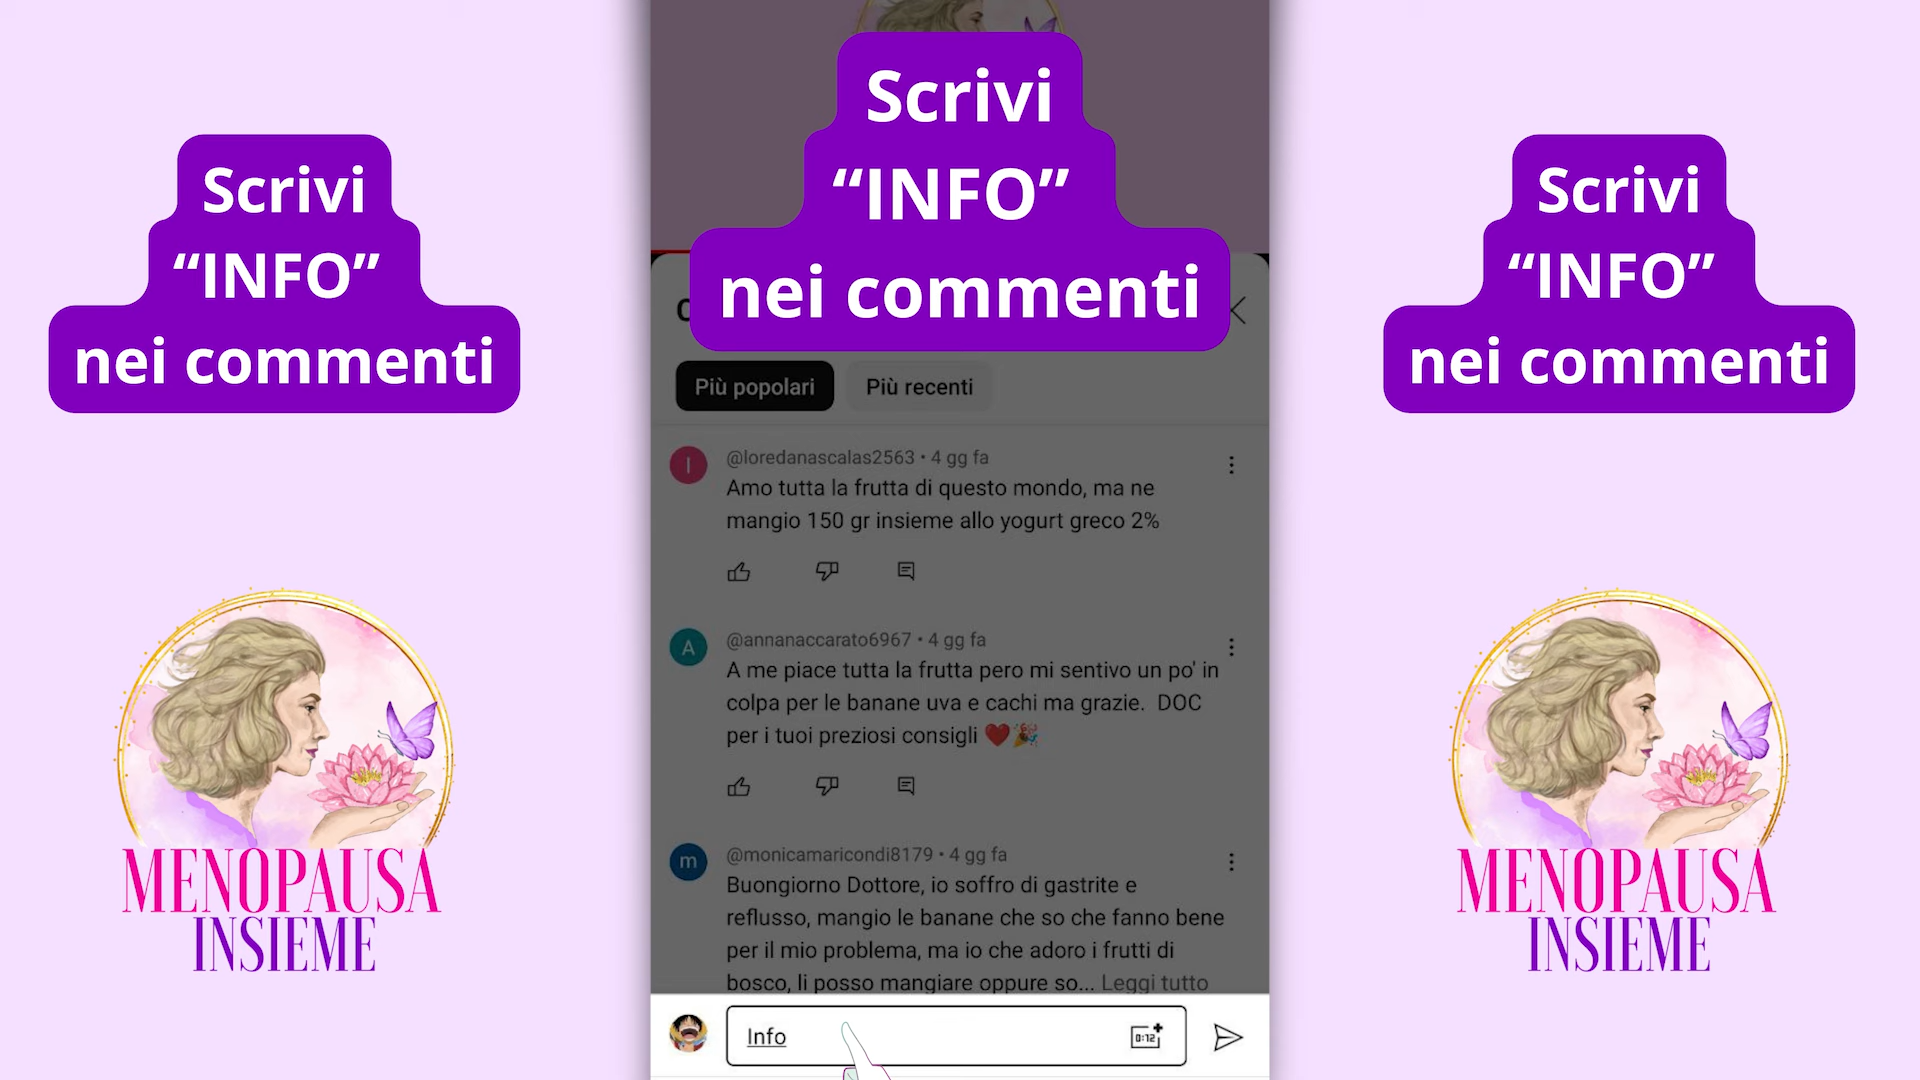 Scrivi
“INFO”
nei commenti
MENOPAUSA
INSIEME
Scrivi
“INFO”
nei commenti
Più popolari
Più recenti
I
@loredanascalas2563 • 4 gg fa
Amo tutta la frutta di questo mondo, ma ne
mangio 150 gr insieme allo yogurt greco 2%
A
@annanaccarato6967 • 4 gg fa
A me piace tutta la frutta pero mi sentivo un po' in
colpa per le banane uva e cachi ma grazie.  DOC
per i tuoi preziosi consigli ❤️🎉
m
@monicamaricondi8179 • 4 gg fa
Buongiorno Dottore, io soffro di gastrite e
reflusso, mangio le banane che so che fanno bene
per il mio problema, ma io che adoro i frutti di
bosco, li posso mangiare oppure so... Leggi tutto
Info
0:12
Scrivi
“INFO”
nei commenti
MENOPAUSA
INSIEME